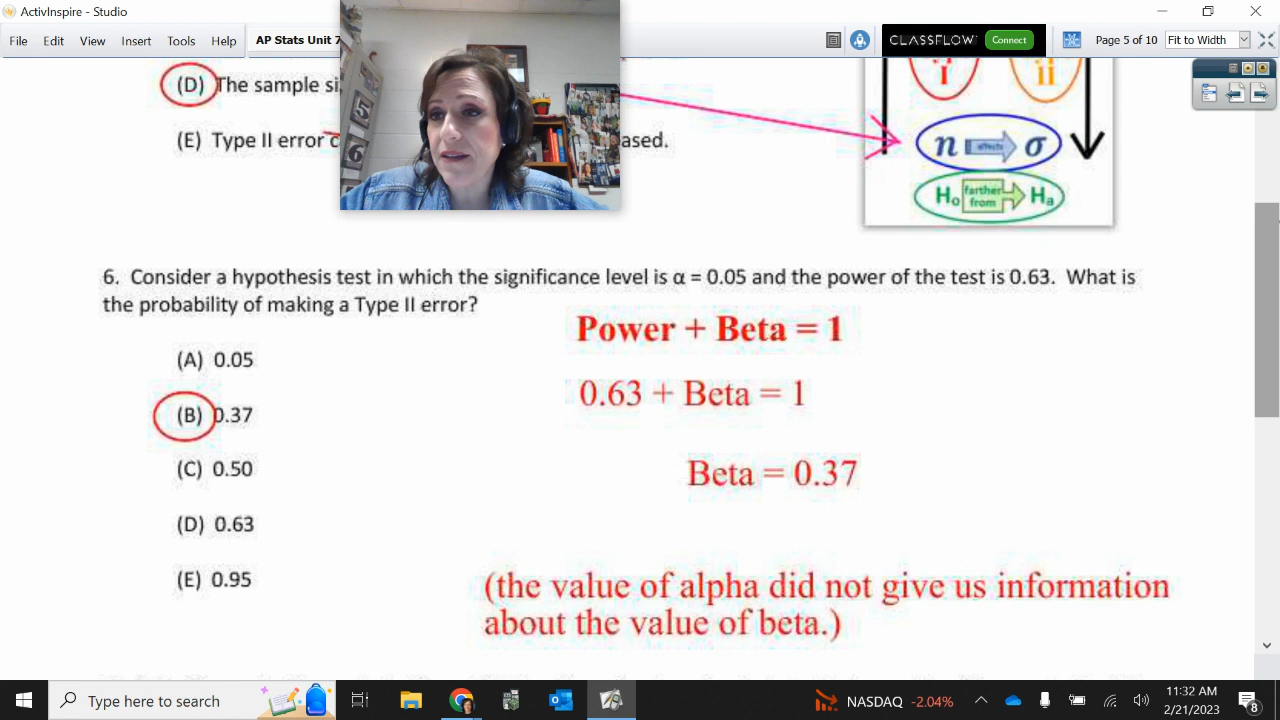 ActivInspire - Studio
File Edit View Insert Tools Help AP Stats Unit 7
CLASSFLOW Connect Page 5 of 10 Fit to Width
I II
(D) The sample si
(E) Type II error
ased.
n effects σ
Ho farther from Ha
6. Consider a hypothesis test in which the significance level is α = 0.05 and the power of the test is 0.63. What is
the probability of making a Type II error?
Power + Beta = 1
(A) 0.05
0.63 + Beta = 1
(B) 0.37
(C) 0.50
Beta = 0.37
(D) 0.63
(E) 0.95
(the value of alpha did not give us information
about the value of beta.)
Type here to search
NASDAQ -2.04%
11:32 AM
2/21/2023
8